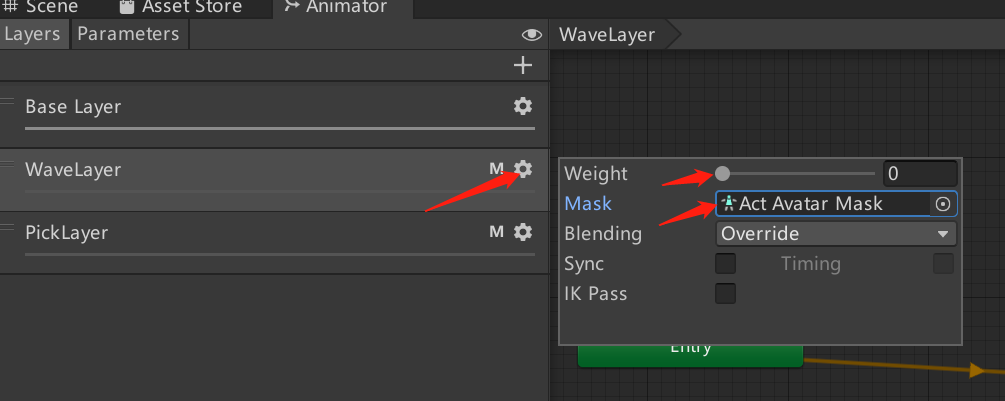 Scene Asset Store Animator
Layers Parameters WaveLayer
Base Layer
WaveLayer M
PickLayer M
Weight 0
Mask Act Avatar Mask
Blending Override
Sync Timing
IK Pass
Entry